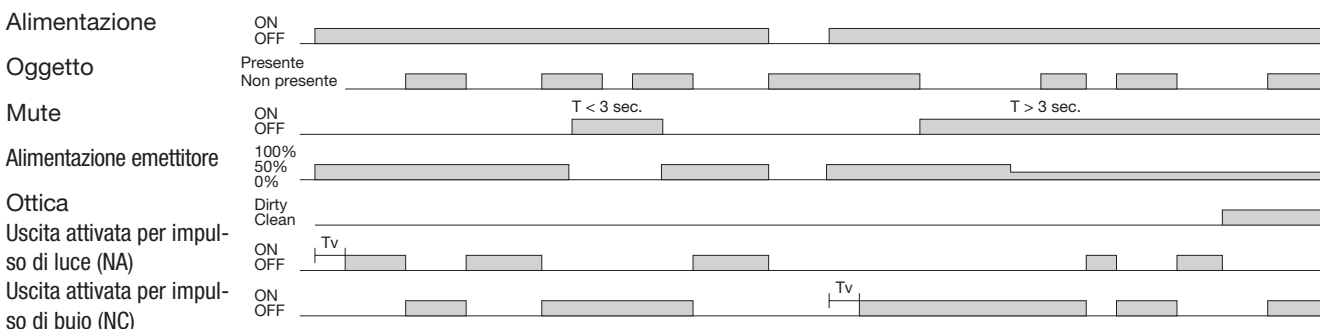 Alimentazione
ON
OFF
Oggetto
Presente
Non presente
Mute
ON
OFF
T < 3 sec.
T > 3 sec.
Alimentazione emettitore
100%
50%
0%
Ottica
Dirty
Clean
Uscita attivata per impul-
so di luce (NA)
ON
OFF
Tv
Uscita attivata per impul-
so di buio (NC)
ON
OFF
Tv